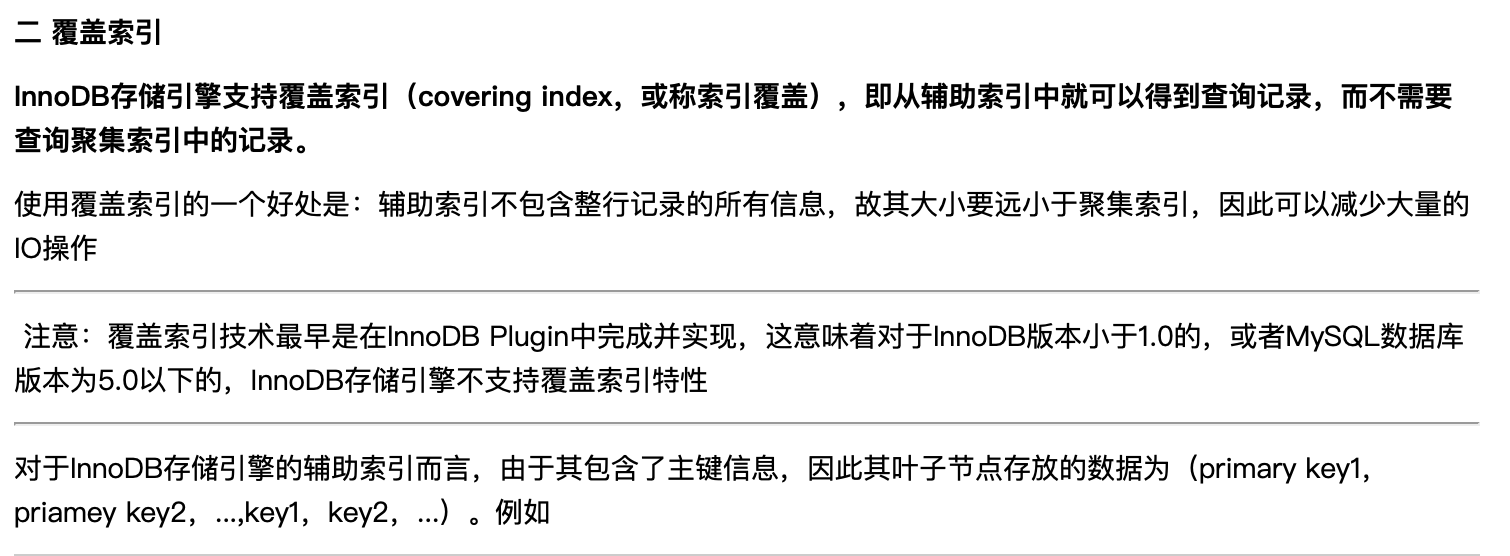 二 覆盖索引
InnoDB存储引擎支持覆盖索引（covering index，或称索引覆盖），即从辅助索引中就可以得到查询记录，而不需要
查询聚集索引中的记录。
使用覆盖索引的一个好处是：辅助索引不包含整行记录的所有信息，故其大小要远小于聚集索引，因此可以减少大量的
IO操作
注意：覆盖索引技术最早是在InnoDB Plugin中完成并实现，这意味着对于InnoDB版本小于1.0的，或者MySQL数据库
版本为5.0以下的，InnoDB存储引擎不支持覆盖索引特性
对于InnoDB存储引擎的辅助索引而言，由于其包含了主键信息，因此其叶子节点存放的数据为（primary key1，
priamey key2，...,key1，key2，...）。例如